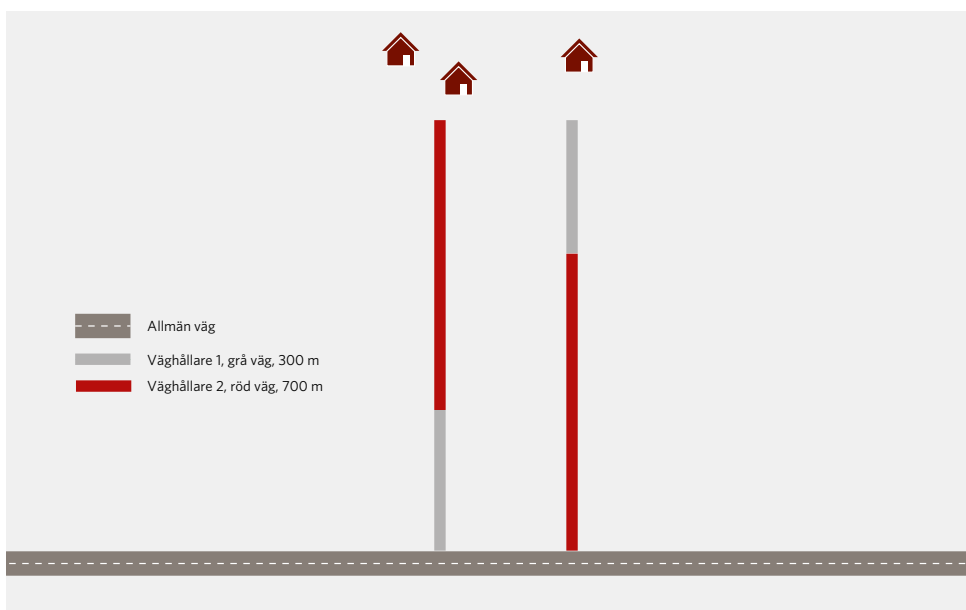 Allmän väg
Väghållare 1, grå väg, 300 m
Väghållare 2, röd väg, 700 m